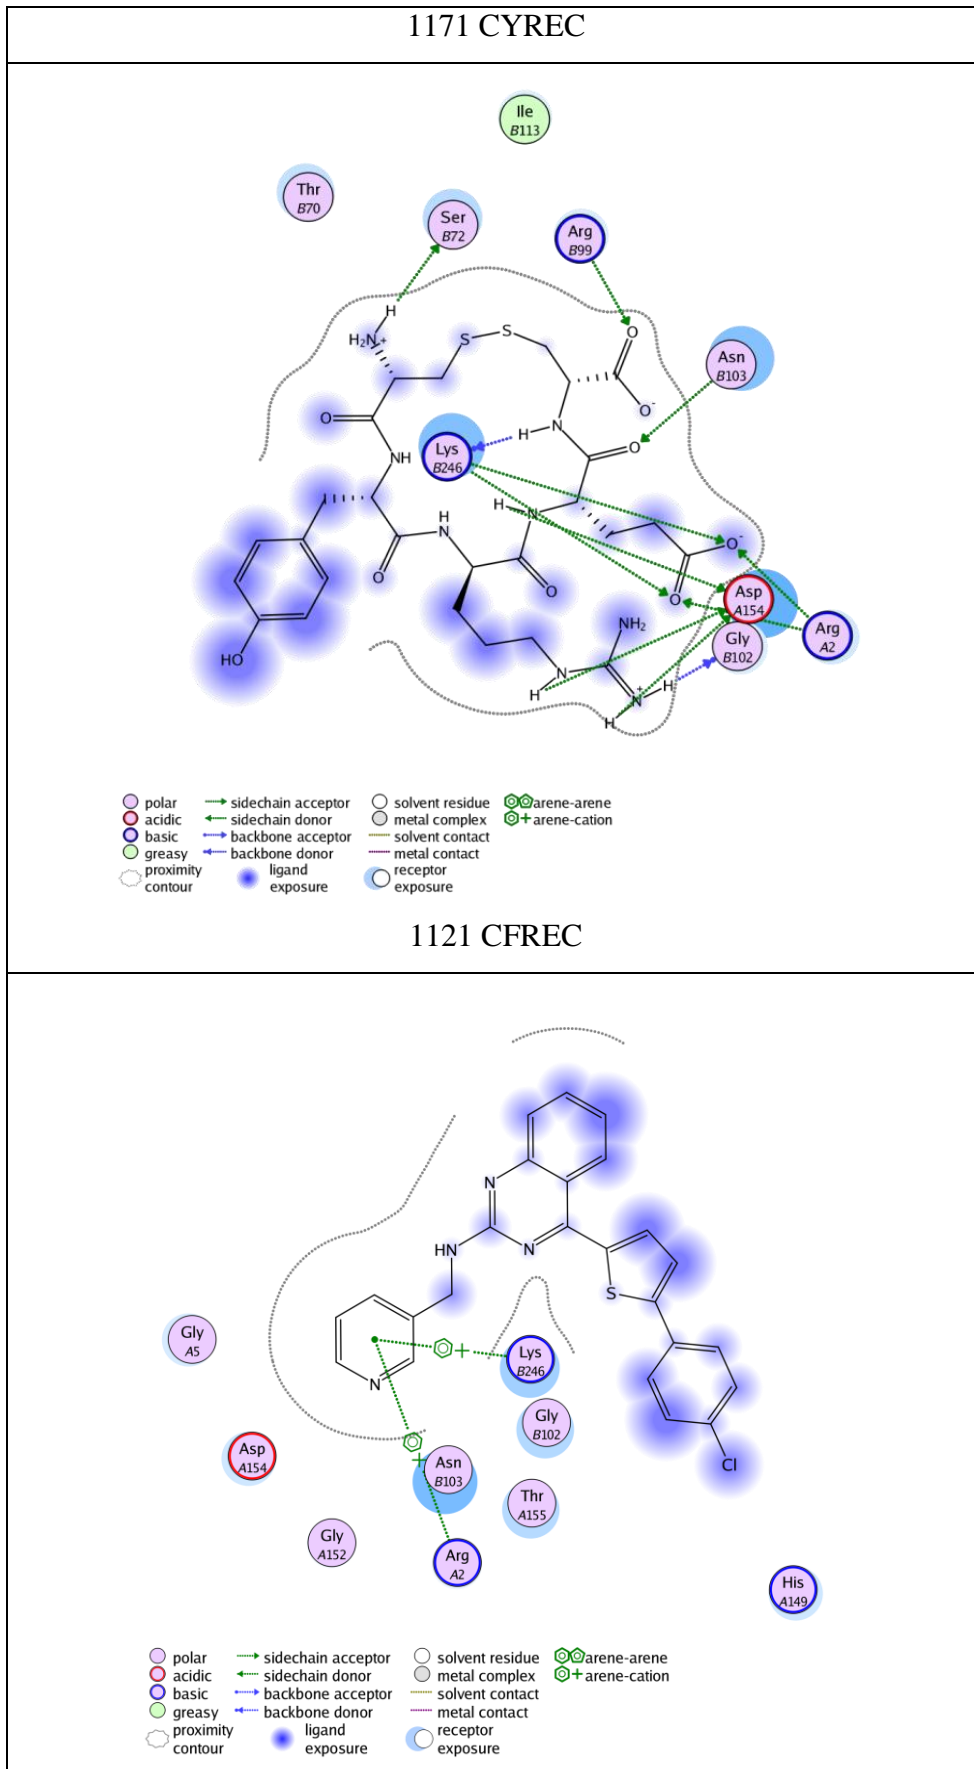 1171 CYREC
Ile
B113
Thr
B70
Ser
B72
Arg
B99
H
H₂N+
S
S
O
Asn
B103
O⁻
O
N
H
Lys
B246
NH
O
H
N
H
N
O
O⁻
O
O
O
Asp
A154
NH₂
Gly
B102
Arg
A2
HO
N
H
H
N+
H
polar
sidechain acceptor
solvent residue
arene-arene
acidic
sidechain donor
metal complex
arene-cation
basic
backbone acceptor
solvent contact
greasy
backbone donor
metal contact
proximity
contour
ligand
exposure
receptor
exposure
1121 CFREC
N
HN
N
S
Gly
A5
Lys
B246
N
Gly
B102
Asp
A154
Asn
B103
Cl
Thr
A155
Gly
A152
Arg
A2
His
A149
polar
sidechain acceptor
solvent residue
arene-arene
acidic
sidechain donor
metal complex
arene-cation
basic
backbone acceptor
solvent contact
greasy
backbone donor
metal contact
proximity
contour
ligand
exposure
receptor
exposure